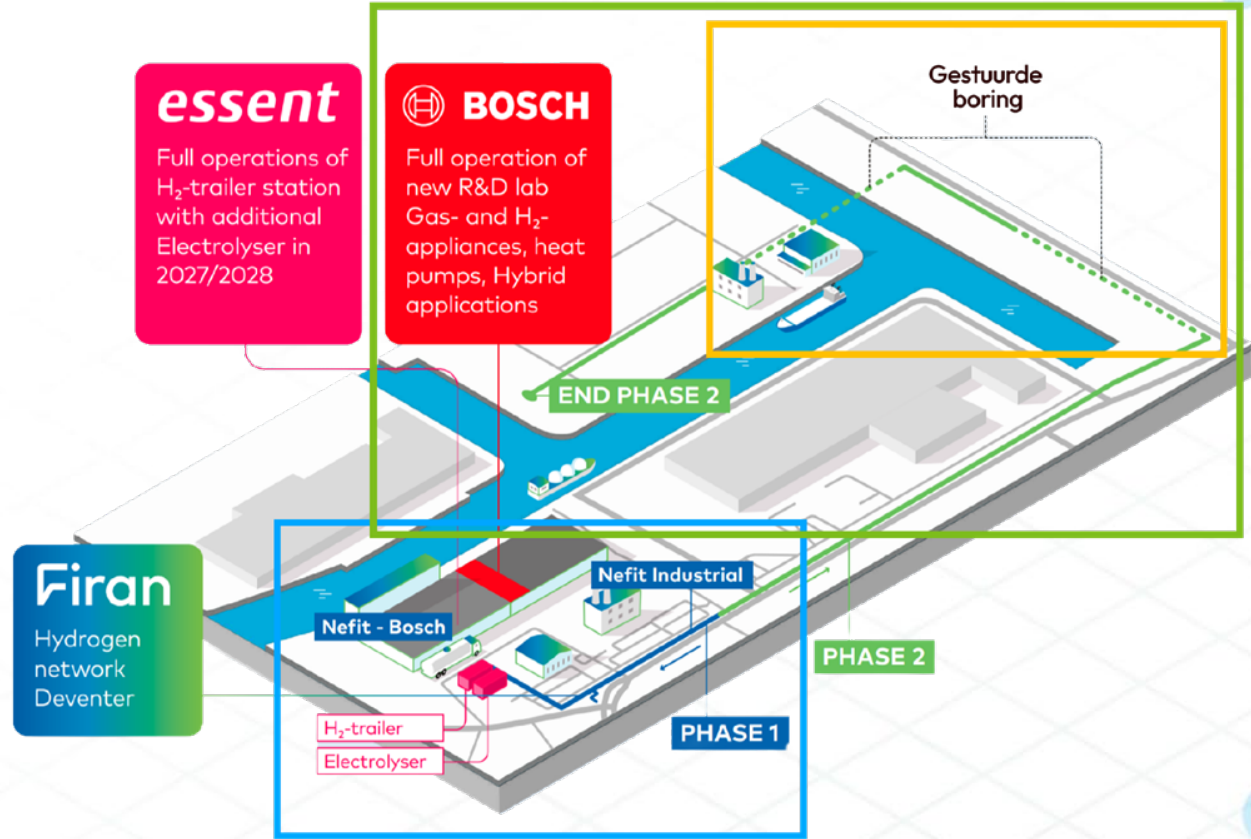 essent
Full operations of
H₂-trailer station
with additional
Electrolyser in
2027/2028
BOSCH
Full operation of
new R&D lab
Gas- and H₂-
appliances, heat
pumps, Hybrid
applications
Gestuurde
boring
END PHASE 2
Firan
Hydrogen
network
Deventer
Nefit Industrial
Nefit - Bosch
PHASE 2
H₂-trailer
PHASE 1
Electrolyser